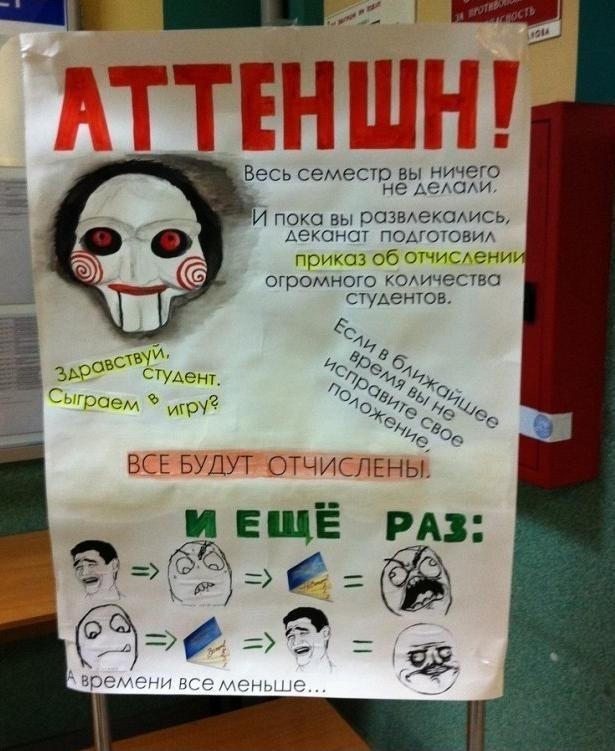 АТТЕНШН!
Весь семестр вы ничего
не делали.
И пока вы развлекались,
деканат подготовил
приказ об отчислении
огромного количества
студентов.
Здравствуй,
студент.
Сыграем в
игру?
Если в ближайшее
время вы не
исправите свое
положение,
ВСЕ БУДУТ ОТЧИСЛЕНЫ.
И ЕЩЁ РАЗ:
=> => =
=> => =
А времени все меньше...